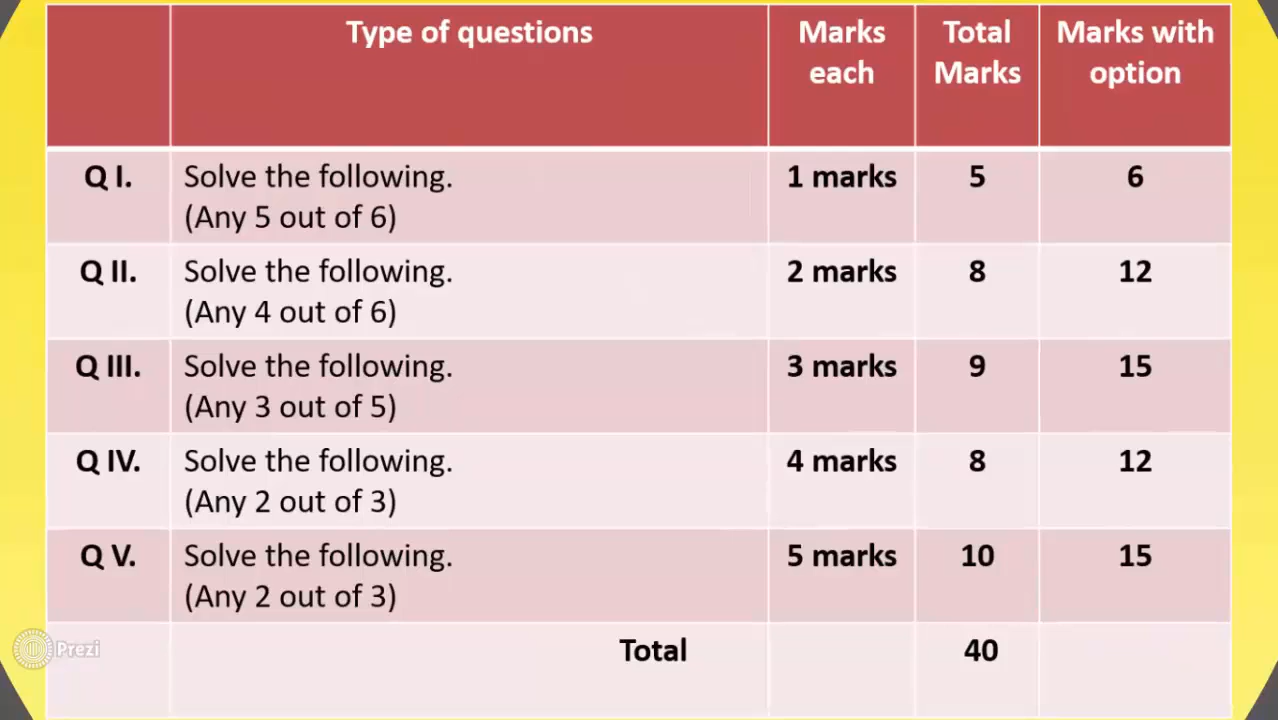 Type of questions
Marks each
Total Marks
Marks with option
Q I.
Solve the following.
(Any 5 out of 6)
1 marks
5
6
Q II.
Solve the following.
(Any 4 out of 6)
2 marks
8
12
Q III.
Solve the following.
(Any 3 out of 5)
3 marks
9
15
Q IV.
Solve the following.
(Any 2 out of 3)
4 marks
8
12
Q V.
Solve the following.
(Any 2 out of 3)
5 marks
10
15
Total
40
Prezi